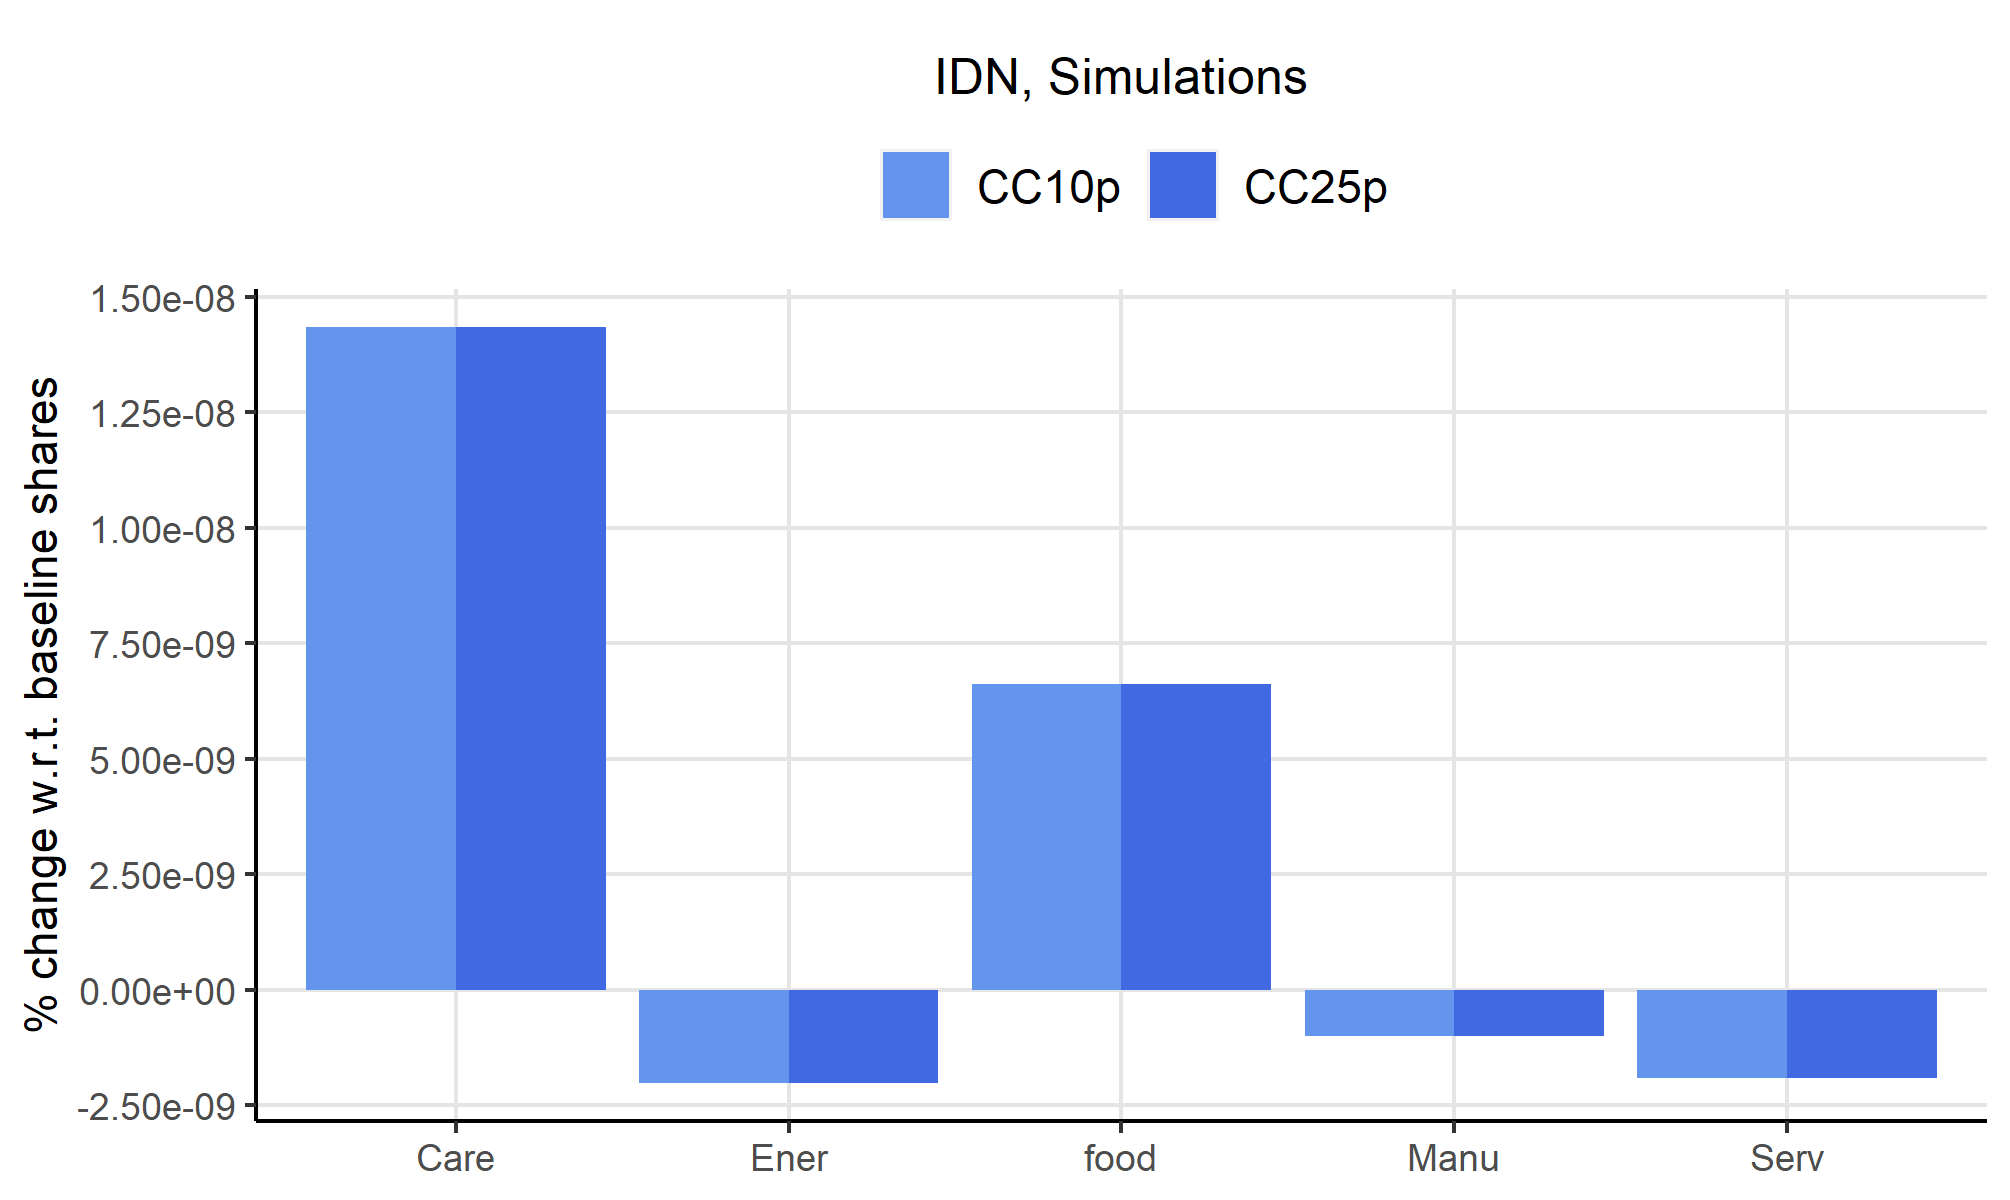 IDN, Simulations
CC10p CC25p
% change w.r.t. baseline shares
1.50e-08
1.25e-08
1.00e-08
7.50e-09
5.00e-09
2.50e-09
0.00e+00
-2.50e-09
Care Ener food Manu Serv